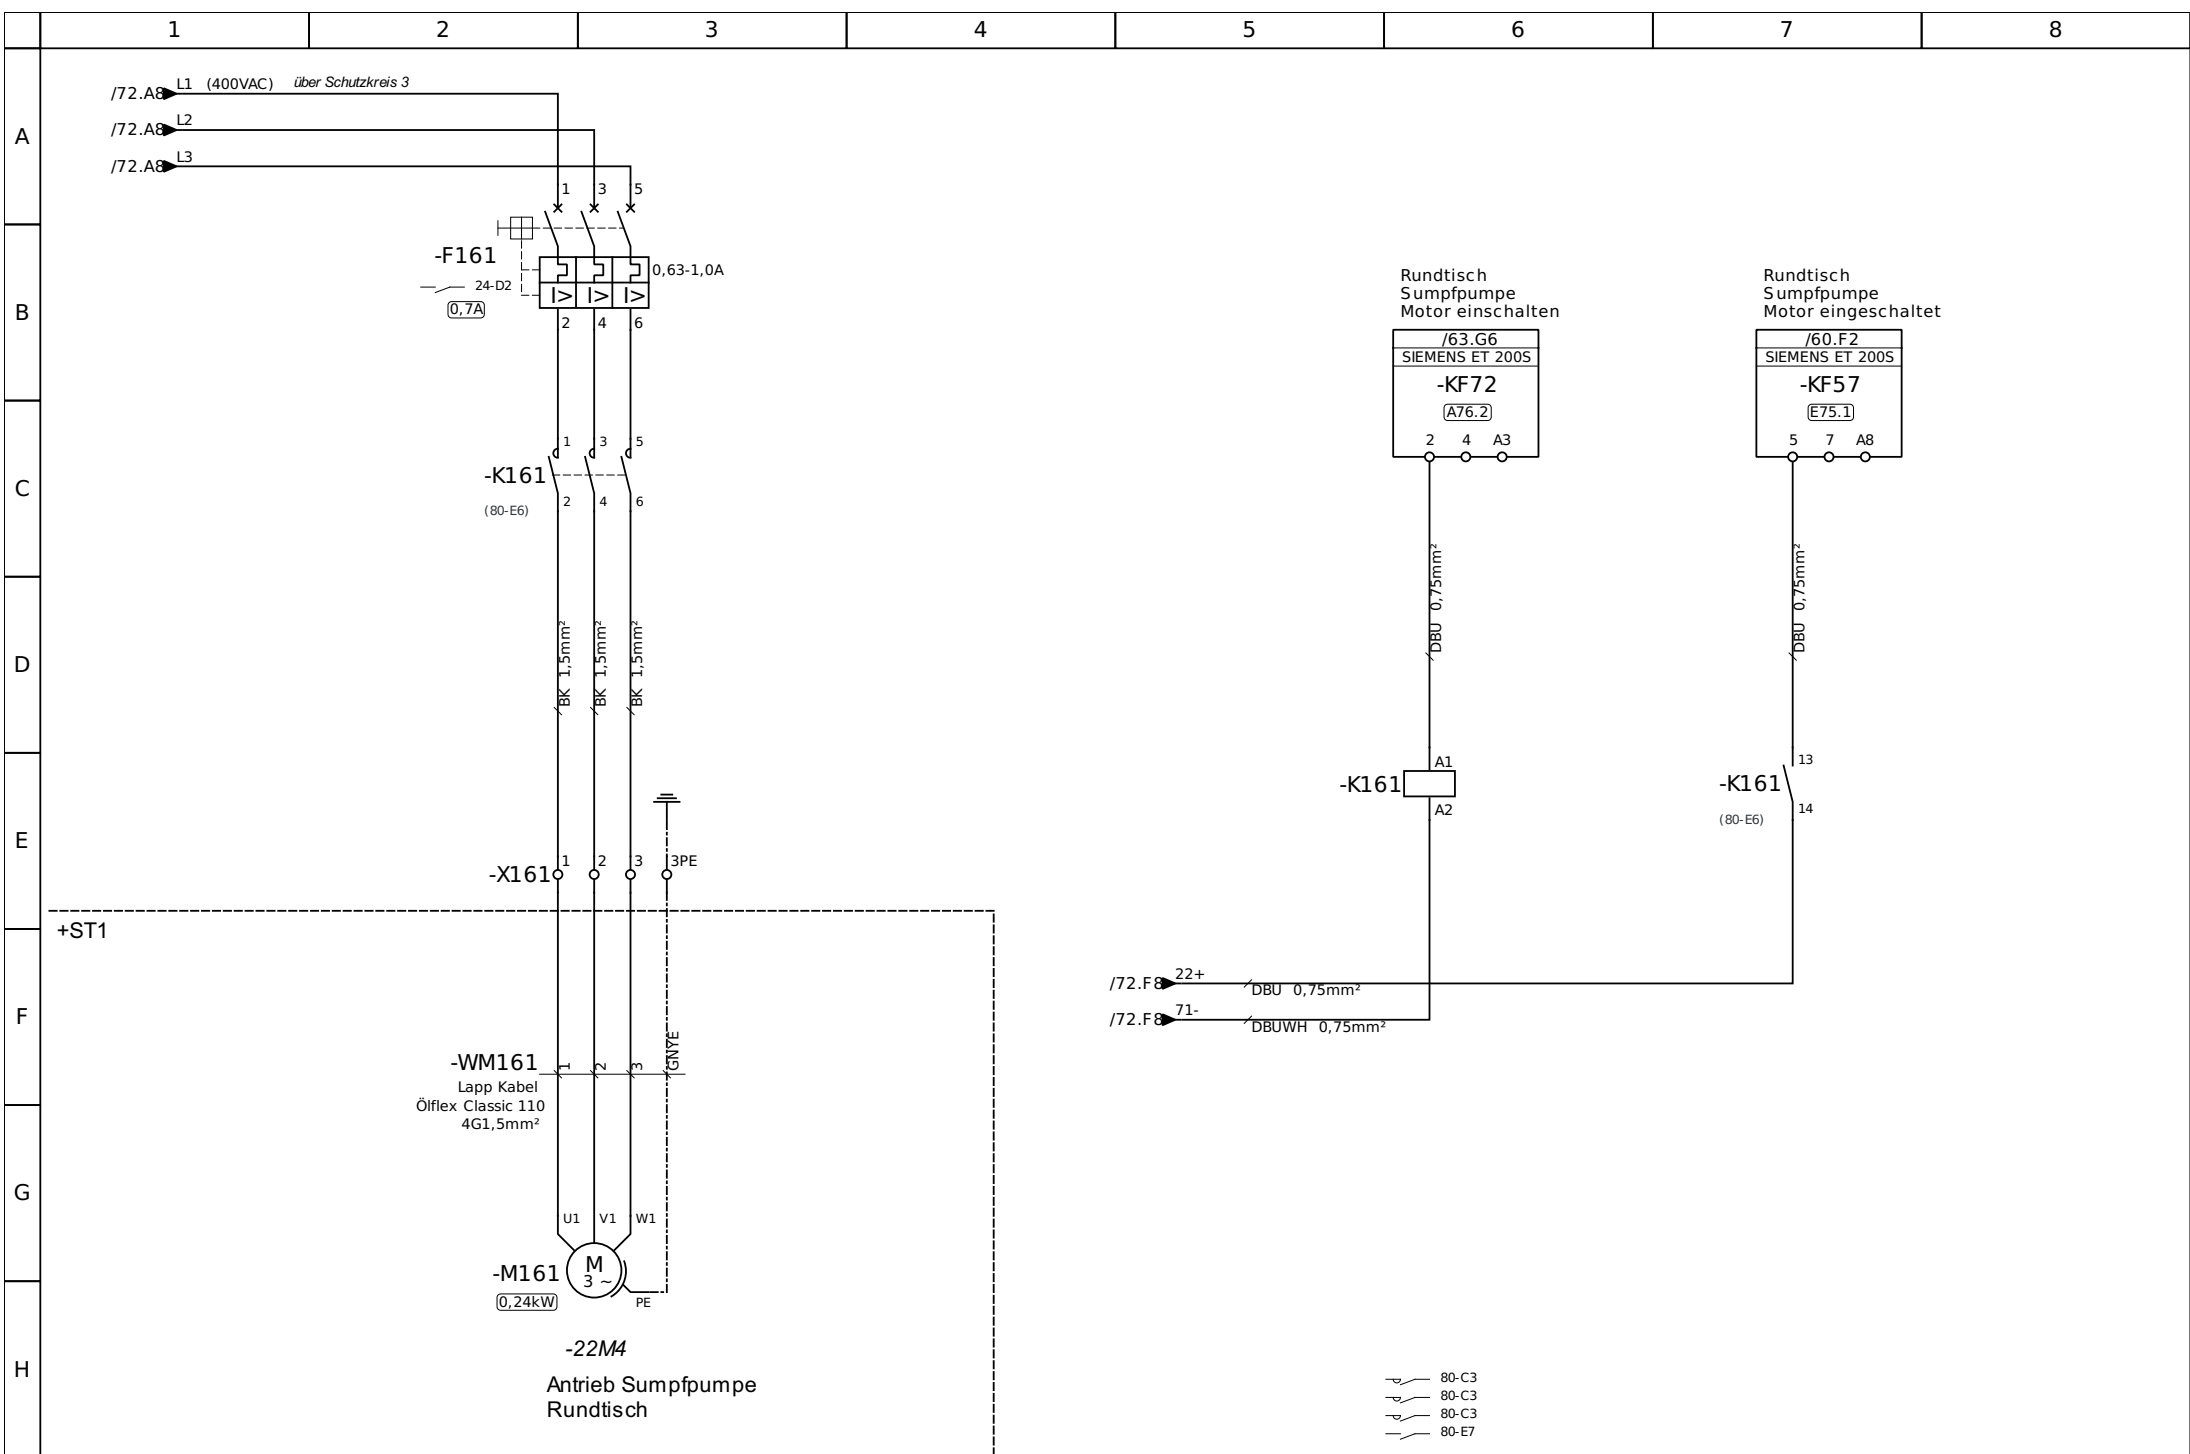 1 2 3 4 5 6 7 8
A
B
C
D
E
F
G
H
/72.A8 L1 (400VAC) über Schutzkreis 3
/72.A8 L2
/72.A8 L3
1 3 5
-F161
24-D2
0,7A
0,63-1,0A
I> I> I>
2 4 6
-K161
(80-E6)
1 3 5
2 4 6
BK 1,5mm²
BK 1,5mm²
BK 1,5mm²
-X161
1 2 3 3PE
+ST1
-WM161
Lapp Kabel
Ölflex Classic 110
4G1,5mm²
1 2 3 GNYE
U1 V1 W1
-M161
0,24kW
M
3 ~
PE
-22M4
Antrieb Sumpfpumpe
Rundtisch
Rundtisch
Sumpfpumpe
Motor einschalten
/63.G6
SIEMENS ET 200S
-KF72
A76.2
2 4 A3
DBU 0,75mm²
-K161
A1
A2
Rundtisch
Sumpfpumpe
Motor eingeschaltet
/60.F2
SIEMENS ET 200S
-KF57
E75.1
5 7 A8
DBU 0,75mm²
-K161
(80-E6)
13
14
/72.F8 22+
DBU 0,75mm²
/72.F8 71-
DBUWH 0,75mm²
80-C3
80-C3
80-C3
80-E7